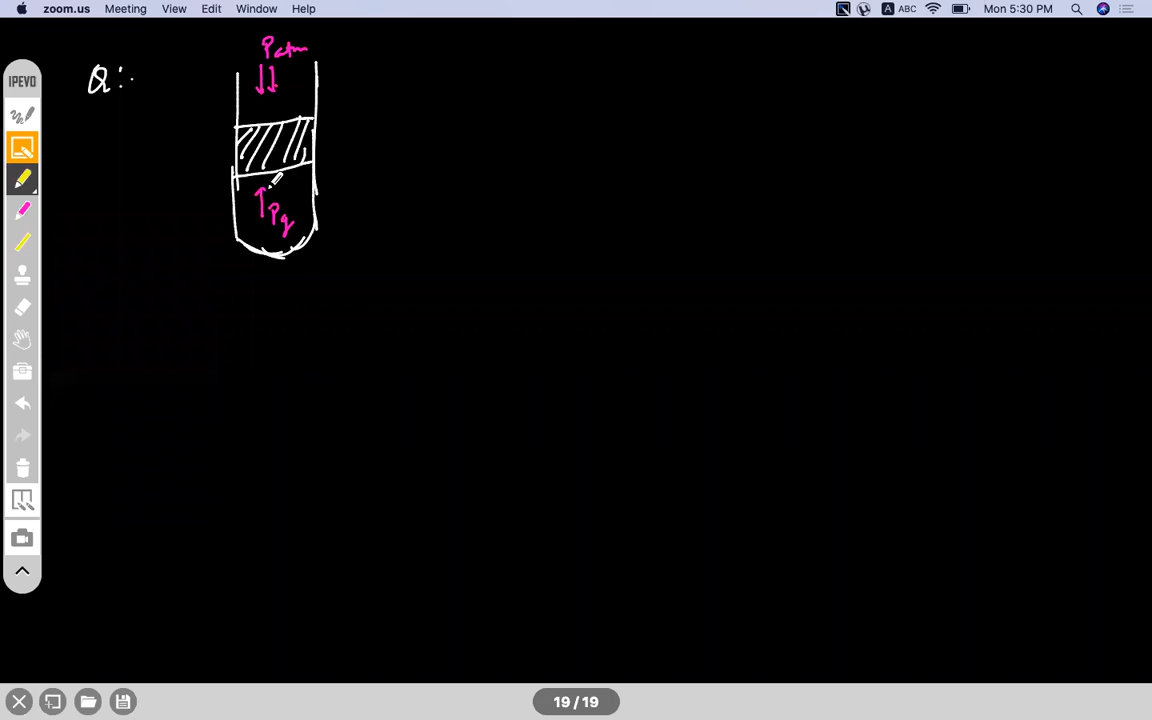 zoom.us Meeting View Edit Window Help A ABC Mon 5:30 PM
IPEVO
Q:-
Patm
Pg
19 / 19